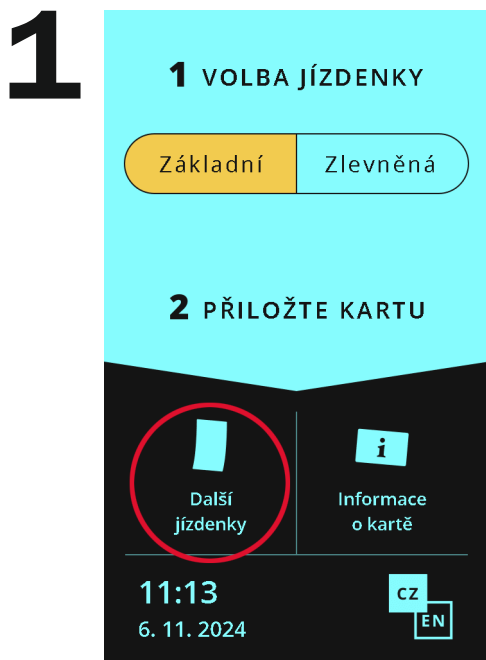 1
1 VOLBA JÍZDENKY
Základní Zlevněná
2 PŘILOŽTE KARTU
i
Další
jízdenky
Informace
o kartě
11:13
6. 11. 2024
CZ
EN